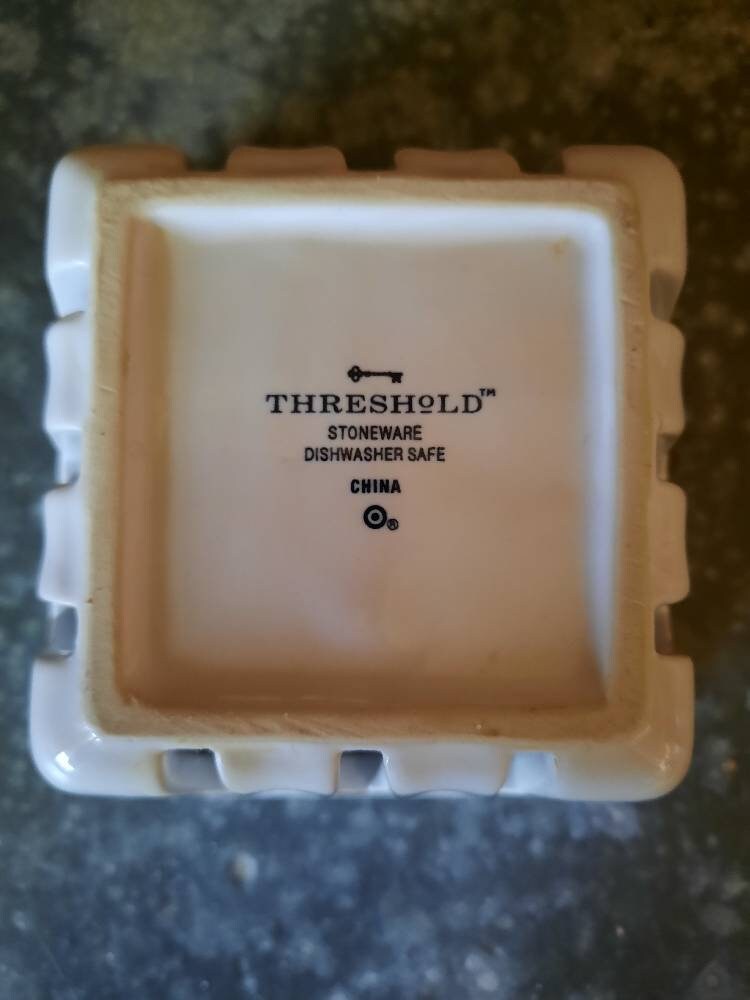 THRESHOLD™
STONEWARE
DISHWASHER SAFE
CHINA
®